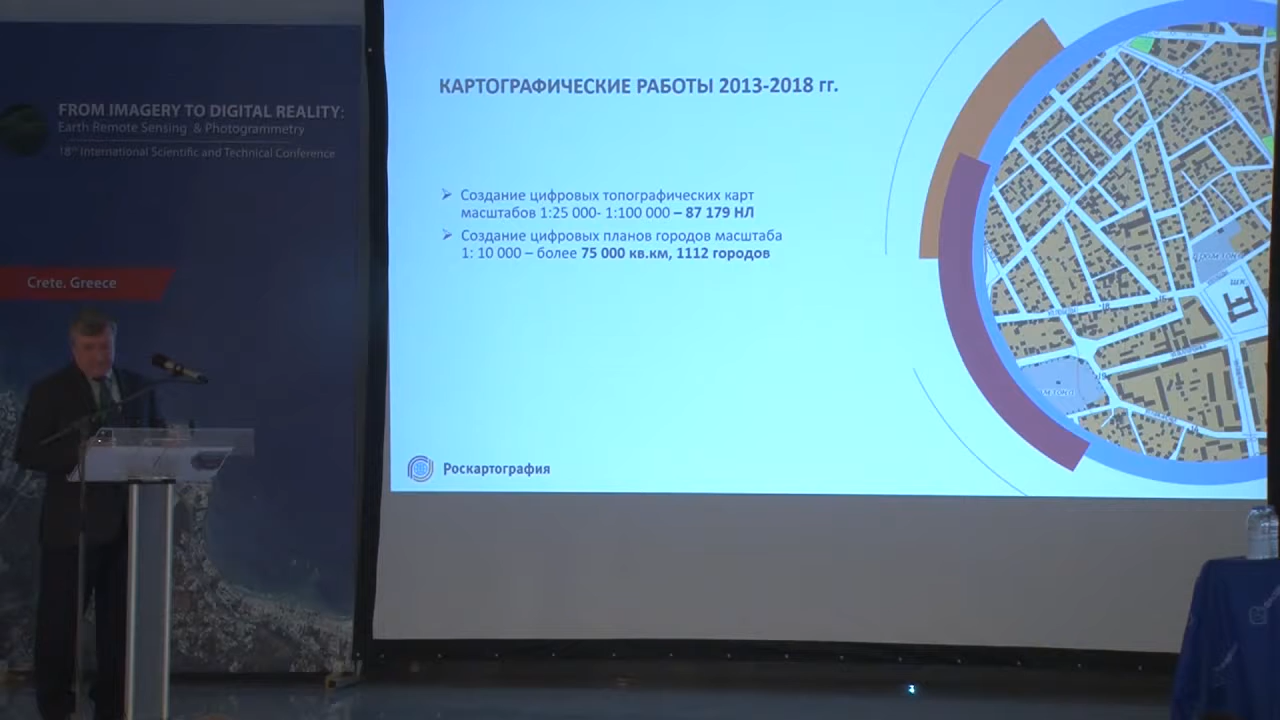 FROM IMAGERY TO DIGITAL REALITY:
Earth Remote Sensing & Photogrammetry
18th International Scientific and Technical Conference
Crete. Greece
КАРТОГРАФИЧЕСКИЕ РАБОТЫ 2013-2018 гг.
Создание цифровых топографических карт
масштабов 1:25 000- 1:100 000 – 87 179 НЛ
Создание цифровых планов городов масштаба
1: 10 000 – более 75 000 кв.км, 1112 городов
Роскартография